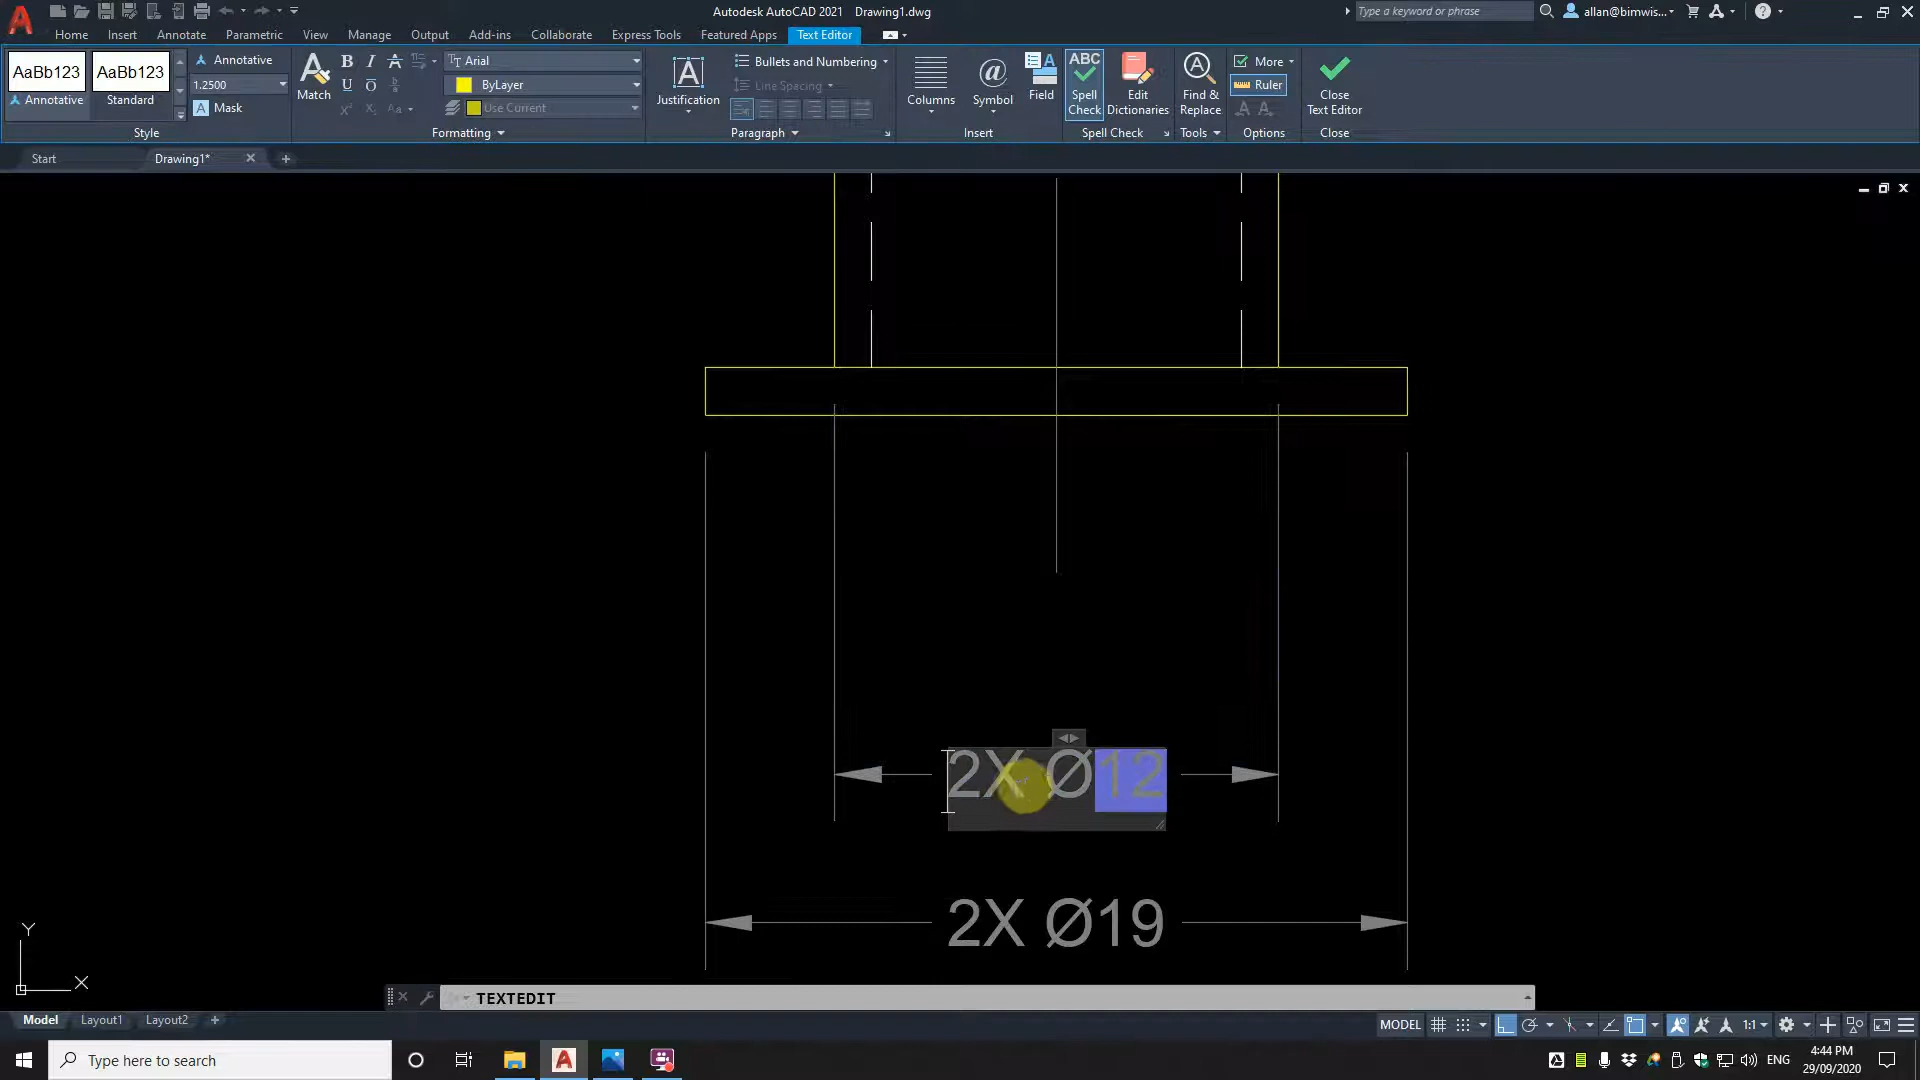 Autodesk AutoCAD 2021 Drawing1.dwg
Type a keyword or phrase
allan@bimwis...
Home Insert Annotate Parametric View Manage Output Add-ins Collaborate Express Tools Featured Apps Text Editor
AaBb123 AaBb123
Annotative Standard
Annotative
1.2500
Mask
Style
Match
B I A
U O
Aa
Arial
ByLayer
Use Current
Formatting
A
Justification
Bullets and Numbering
Line Spacing
Paragraph
Columns
@
Symbol
Field
Insert
ABC
Spell
Check
Edit
Dictionaries
Spell Check
Find &
Replace
Tools
More
Ruler
Options
Close
Text Editor
Close
Start Drawing1*
2X Ø12
2X Ø19
Y
X
TEXTEDIT
Model Layout1 Layout2
MODEL 1:1
Type here to search
ENG
4:44 PM
29/09/2020